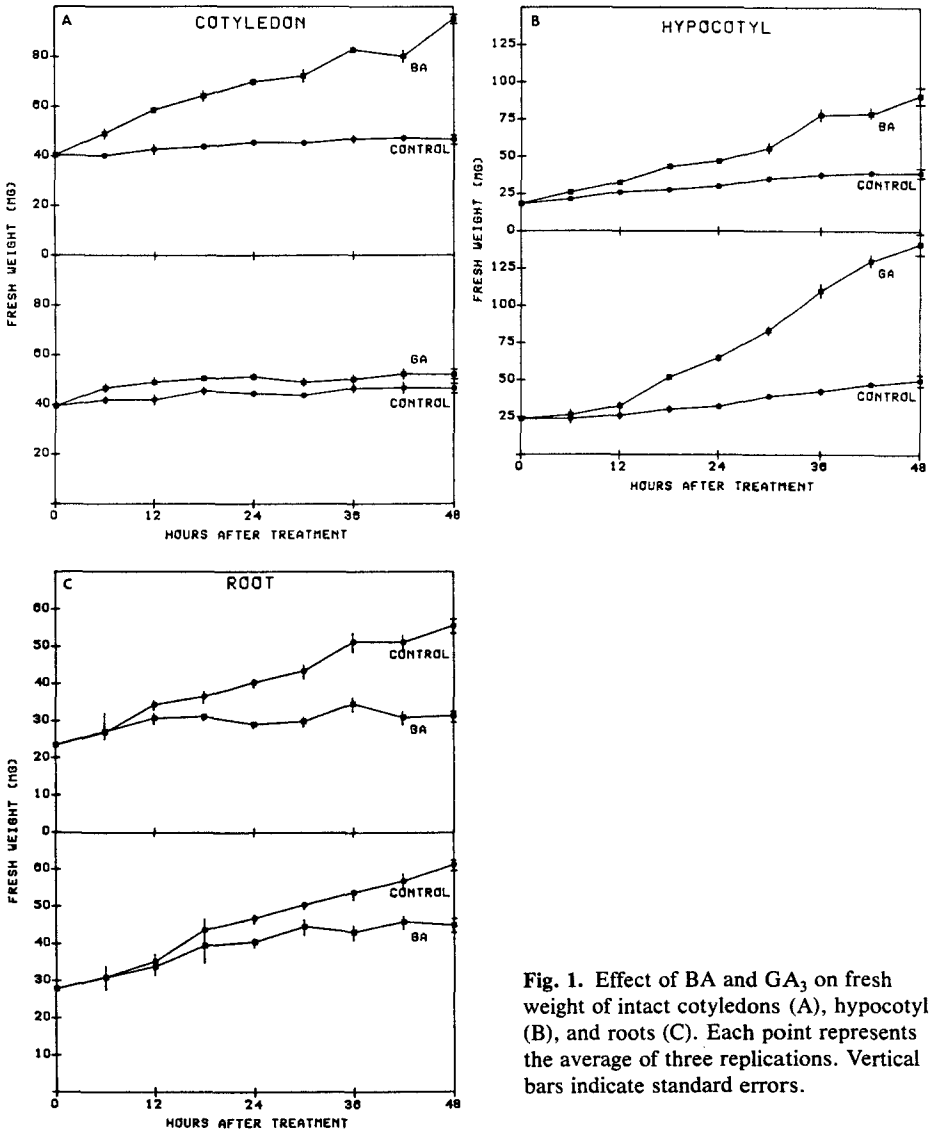 A
COTYLEDON
80
60
40
20
0
BA
CONTROL
FRESH WEIGHT (MG)
80
60
40
20
GA
CONTROL
0 12 24 36 48
HOURS AFTER TREATMENT
B
HYPOCOTYL
125
100
75
50
25
0
BA
CONTROL
FRESH WEIGHT (MG)
125
100
75
50
25
GA
CONTROL
0 12 24 36 48
HOURS AFTER TREATMENT
C
ROOT
60
50
40
30
20
10
0
CONTROL
BA
FRESH WEIGHT (MG)
60
50
40
30
20
10
CONTROL
GA
0 12 24 36 48
HOURS AFTER TREATMENT
Fig. 1. Effect of BA and GA3 on fresh
weight of intact cotyledons (A), hypocotyl
(B), and roots (C). Each point represents
the average of three replications. Vertical
bars indicate standard errors.